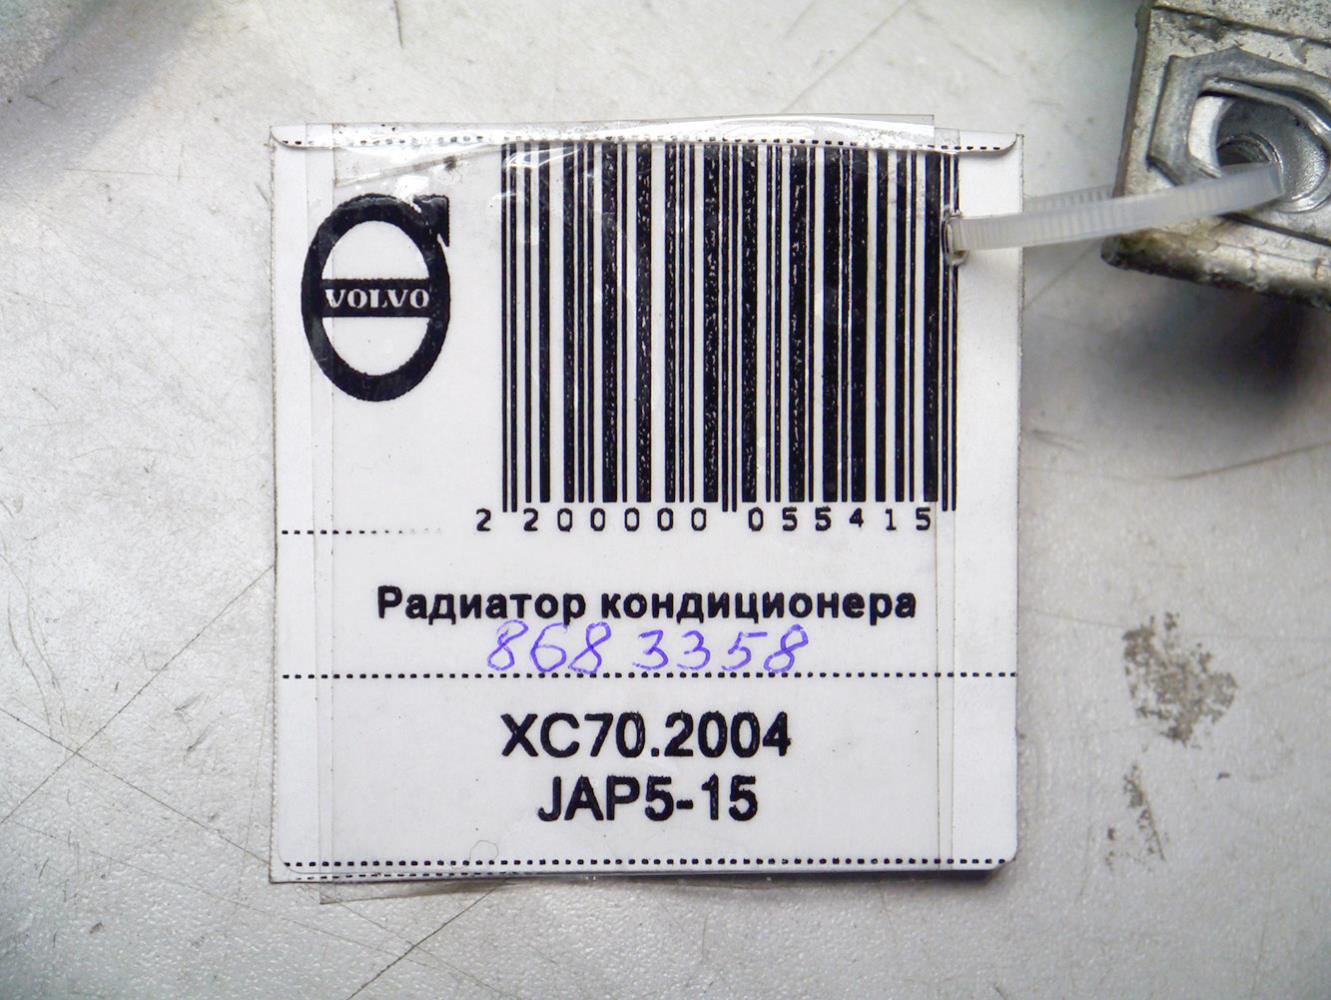 VOLVO
2 200000 055415
Радиатор кондиционера
868 3358
XC70.2004
JAP5-15